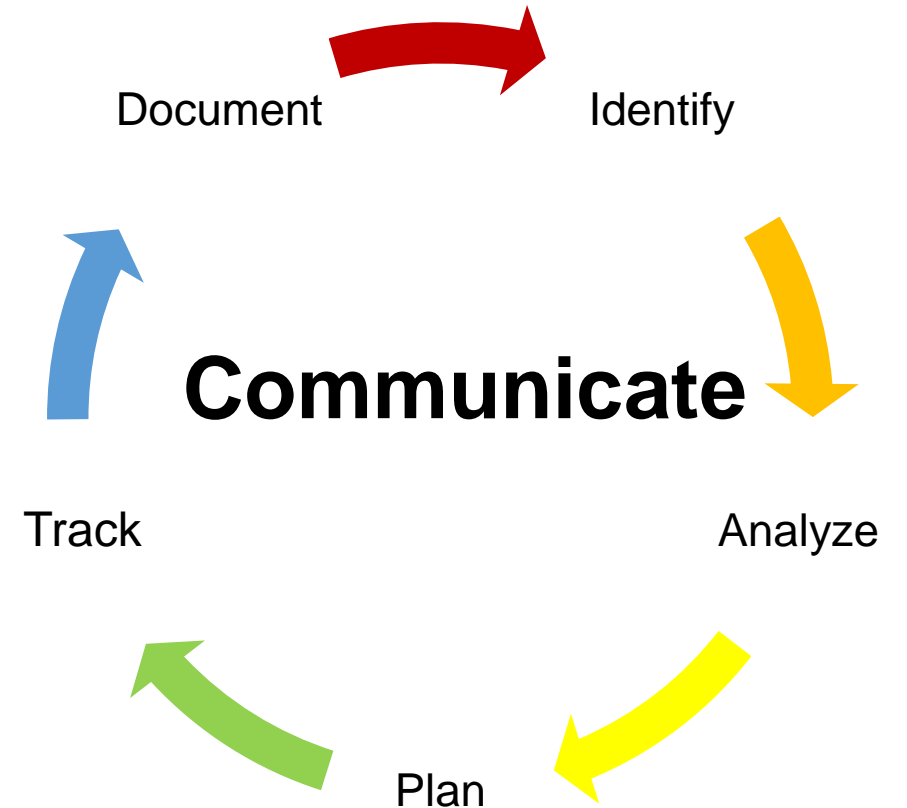 Document
Identify
Communicate
Track
Analyze
Plan